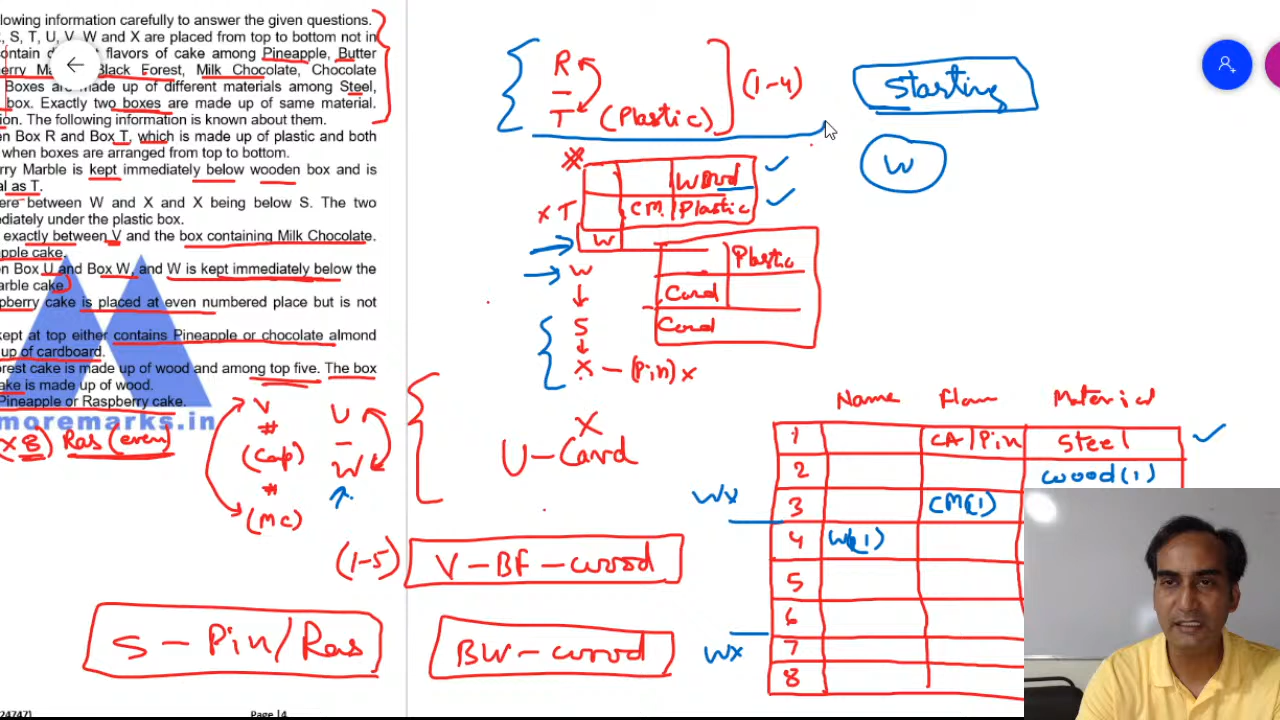 llowing information carefully to answer the given questions.
, S, T, U, V, W and X are placed from top to bottom not in
contain d flavors of cake among Pineapple, Butter
erry Ma Black Forest, Milk Chocolate, Chocolate
Boxes are made up of different materials among Steel,
box. Exactly two boxes are made up of same material.
ion. The following information is known about them.
en Box R and Box T, which is made up of plastic and both
when boxes are arranged from top to bottom.
rry Marble is kept immediately below wooden box and is
al as T.
ere between W and X and X being below S. The two
ediately under the plastic box.
exactly between V and the box containing Milk Chocolate.
apple cake.
en Box U and Box W, and W is kept immediately below the
arble cake
pberry cake is placed at even numbered place but is not
kept at top either contains Pineapple or chocolate almond
up of cardboard.
orest cake is made up of wood and among top five. The box
ake is made up of wood.
Pineapple or Raspberry cake.
moremarks.in
(x 8) Ras (even)
V
#
(Cap)
#
(MC)
U
—
W
R
—
T (Plastic)
(1-4)
Starting
W
# Wood
x T CM. Plastic
W
W
↓
S
↓
X - (Pin) x
Plastic
Card
Card
X
U - Card
(1-5) V - BF - wood
S - Pin/Ras
BW - wood
Name Flav Material
1 CA/Pin Steel
2 wood(1)
Wx 3 CM(1)
4 W(1)
5
6
Wx 7
8
24747]
Page 14